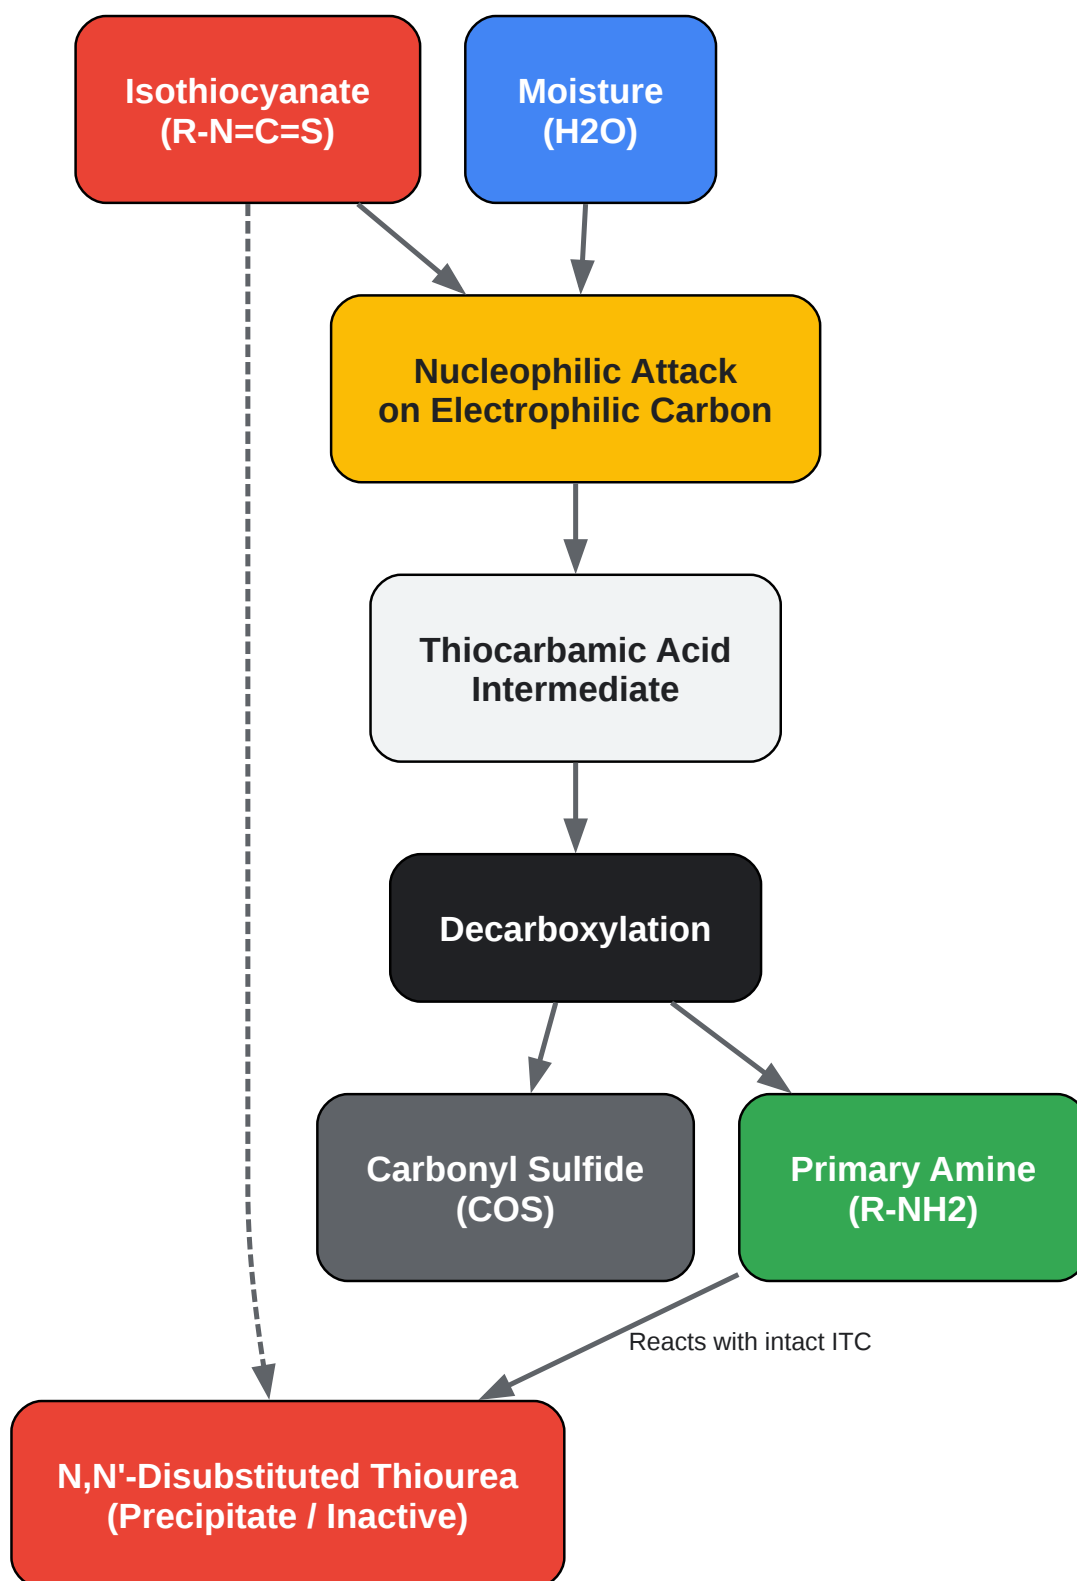 Isothiocyanate
(R-N=C=S)
Moisture
(H2O)
Nucleophilic Attack
on Electrophilic Carbon
Thiocarbamic Acid
Intermediate
Decarboxylation
Carbonyl Sulfide
(COS)
Primary Amine
(R-NH2)
Reacts with intact ITC
N,N'-Disubstituted Thiourea
(Precipitate / Inactive)